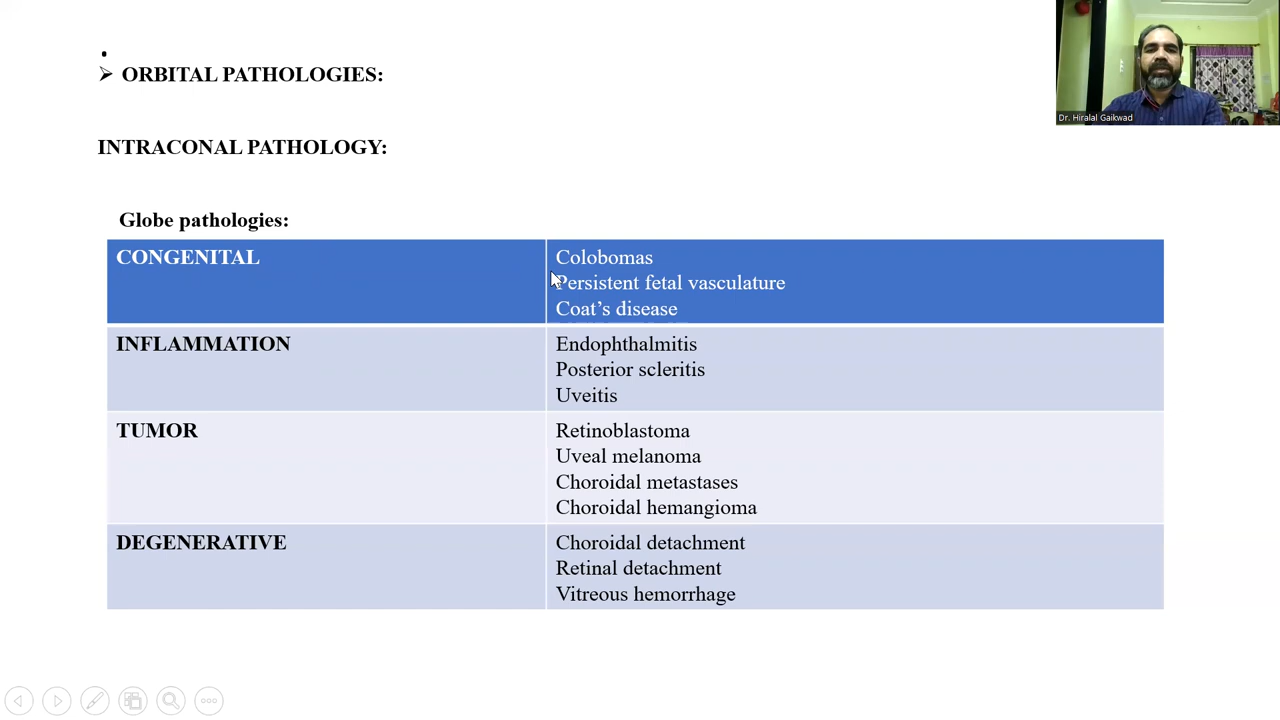 ORBITAL PATHOLOGIES:
Dr. Hiralal Gaikwad
INTRACONAL PATHOLOGY:
Globe pathologies:
CONGENITAL
Colobomas
Persistent fetal vasculature
Coat’s disease
INFLAMMATION
Endophthalmitis
Posterior scleritis
Uveitis
TUMOR
Retinoblastoma
Uveal melanoma
Choroidal metastases
Choroidal hemangioma
DEGENERATIVE
Choroidal detachment
Retinal detachment
Vitreous hemorrhage